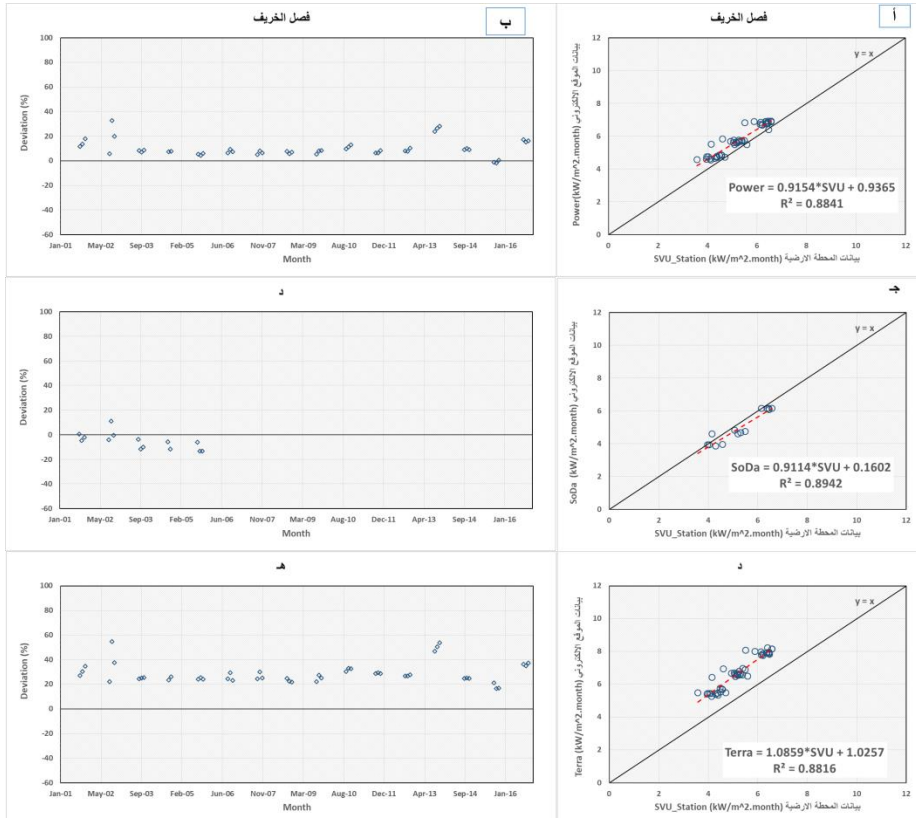 أ
فصل الخريف
بيانات الموقع الالكتروني Power(kW/m^2.month)
12
10
8
6
4
2
0
y = x
Power = 0.9154*SVU + 0.9365
R² = 0.8841
0 2 4 6 8 10 12
SVU_Station (kW/m^2.month) بيانات المحطة الارضية
ب
فصل الخريف
Deviation (%)
100
80
60
40
20
0
-20
-40
-60
Jan-01 May-02 Sep-03 Feb-05 Jun-06 Nov-07 Mar-09 Aug-10 Dec-11 Apr-13 Sep-14 Jan-16
Month
جـ
بيانات الموقع الالكتروني SoDa (kW/m^2.month)
12
10
8
6
4
2
0
y = x
SoDa = 0.9114*SVU + 0.1602
R² = 0.8942
0 2 4 6 8 10 12
SVU_Station (kW/m^2.month) بيانات المحطة الارضية
د
Deviation (%)
100
80
60
40
20
0
-20
-40
-60
Jan-01 May-02 Sep-03 Feb-05 Jun-06 Nov-07 Mar-09 Aug-10 Dec-11 Apr-13 Sep-14 Jan-16
Month
د
بيانات الموقع الالكتروني Terra (kW/m^2.month)
12
10
8
6
4
2
0
y = x
Terra = 1.0859*SVU + 1.0257
R² = 0.8816
0 2 4 6 8 10 12
SVU_Station (kW/m^2.month) بيانات المحطة الارضية
هـ
Deviation (%)
100
80
60
40
20
0
-20
-40
-60
Jan-01 May-02 Sep-03 Feb-05 Jun-06 Nov-07 Mar-09 Aug-10 Dec-11 Apr-13 Sep-14 Jan-16
Month